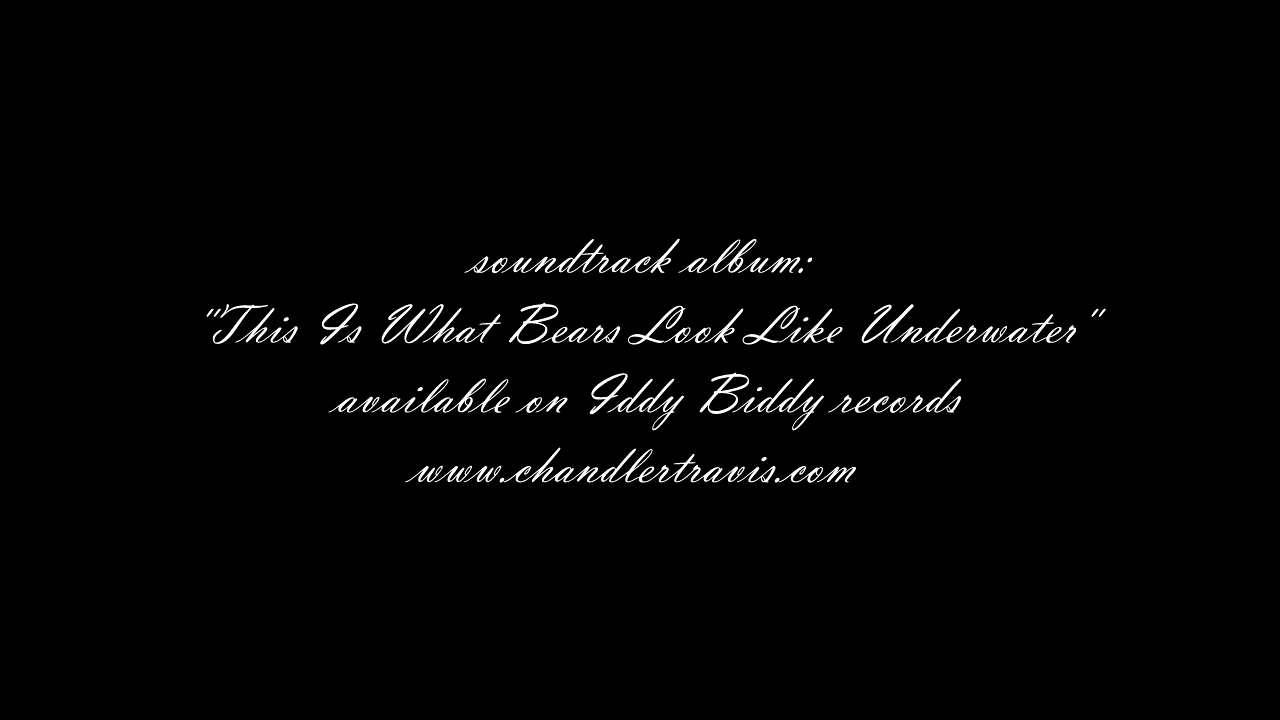 soundtrack album:
"This Is What Bears Look Like Underwater"
available on Iddy Biddy records
www.chandlertravis.com